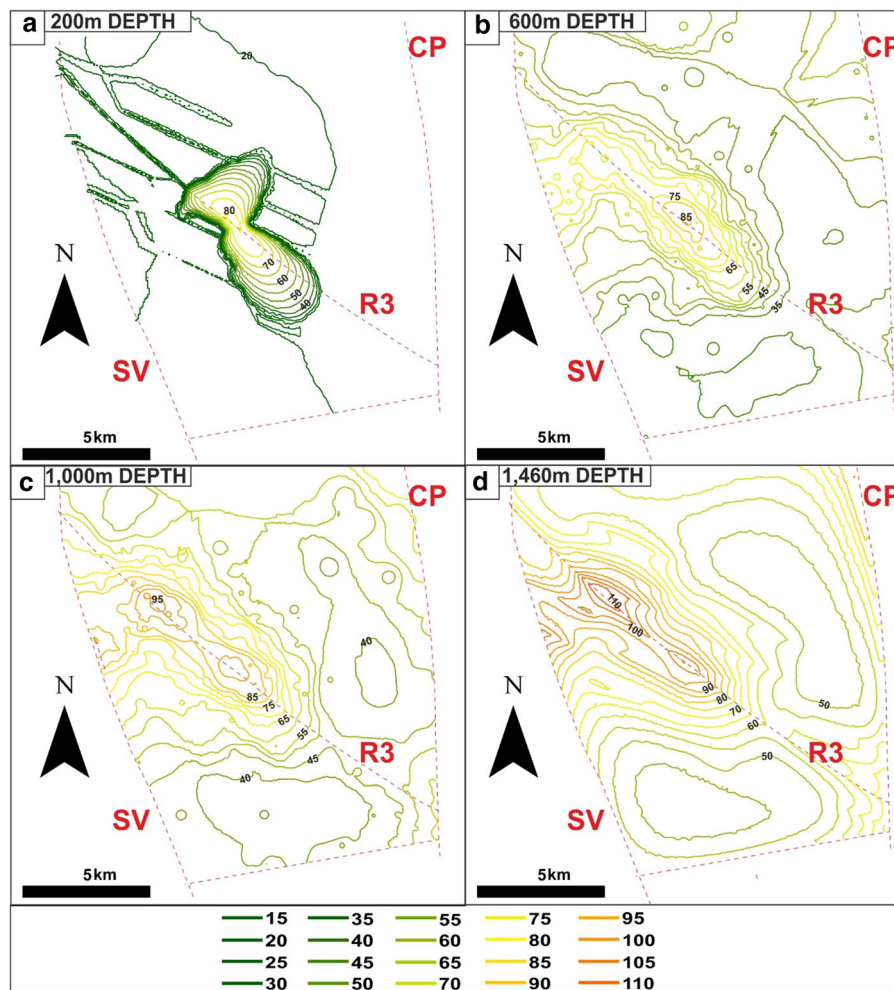 a
200m DEPTH
CP
20
80
70
60
50
40
N
R3
SV
5km
b
600m DEPTH
CP
75
85
65
55
45
35
N
R3
SV
5km
c
1,000m DEPTH
CP
95
40
85
75
65
55
45
40
N
R3
SV
5km
d
1,460m DEPTH
CP
110
100
90
80
70
60
50
50
N
R3
SV
5km
15 35 55 75 95
20 40 60 80 100
25 45 65 85 105
30 50 70 90 110